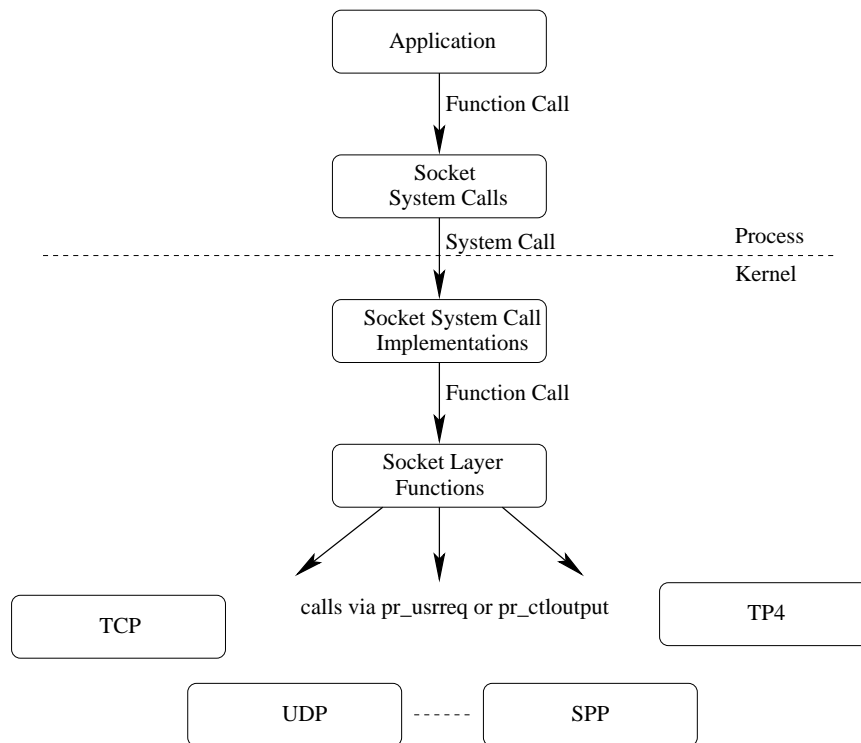 Application
Function Call
Socket
System Calls
System Call
Process
Kernel
Socket System Call
Implementations
Function Call
Socket Layer
Functions
calls via pr_usrreq or pr_ctloutput
TCP
TP4
UDP
SPP